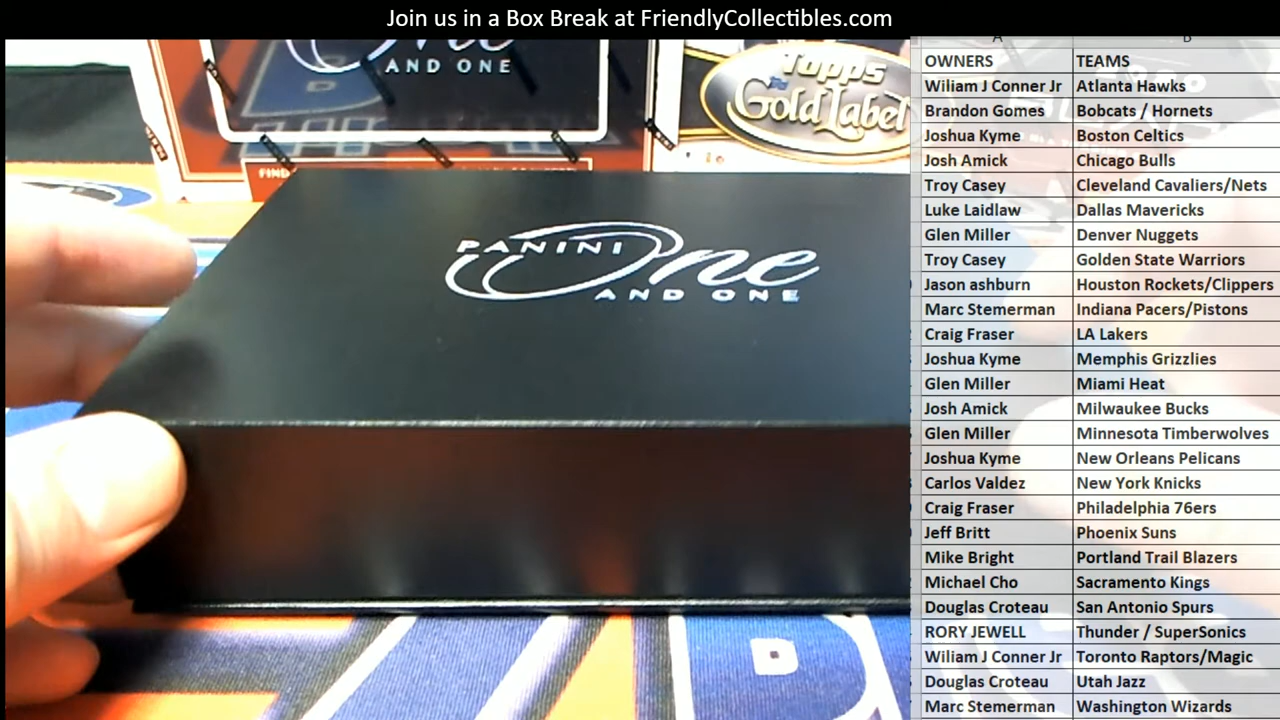 Join us in a Box Break at FriendlyCollectibles.com
One
AND ONE
Topps
Gold Label
FIND
PANINI One
AND ONE
A B
OWNERS TEAMS
Wiliam J Conner Jr Atlanta Hawks
Brandon Gomes Bobcats / Hornets
Joshua Kyme Boston Celtics
Josh Amick Chicago Bulls
Troy Casey Cleveland Cavaliers/Nets
Luke Laidlaw Dallas Mavericks
Glen Miller Denver Nuggets
Troy Casey Golden State Warriors
Jason ashburn Houston Rockets/Clippers
Marc Stemerman Indiana Pacers/Pistons
Craig Fraser LA Lakers
Joshua Kyme Memphis Grizzlies
Glen Miller Miami Heat
Josh Amick Milwaukee Bucks
Glen Miller Minnesota Timberwolves
Joshua Kyme New Orleans Pelicans
Carlos Valdez New York Knicks
Craig Fraser Philadelphia 76ers
Jeff Britt Phoenix Suns
Mike Bright Portland Trail Blazers
Michael Cho Sacramento Kings
Douglas Croteau San Antonio Spurs
RORY JEWELL Thunder / SuperSonics
Wiliam J Conner Jr Toronto Raptors/Magic
Douglas Croteau Utah Jazz
Marc Stemerman Washington Wizards